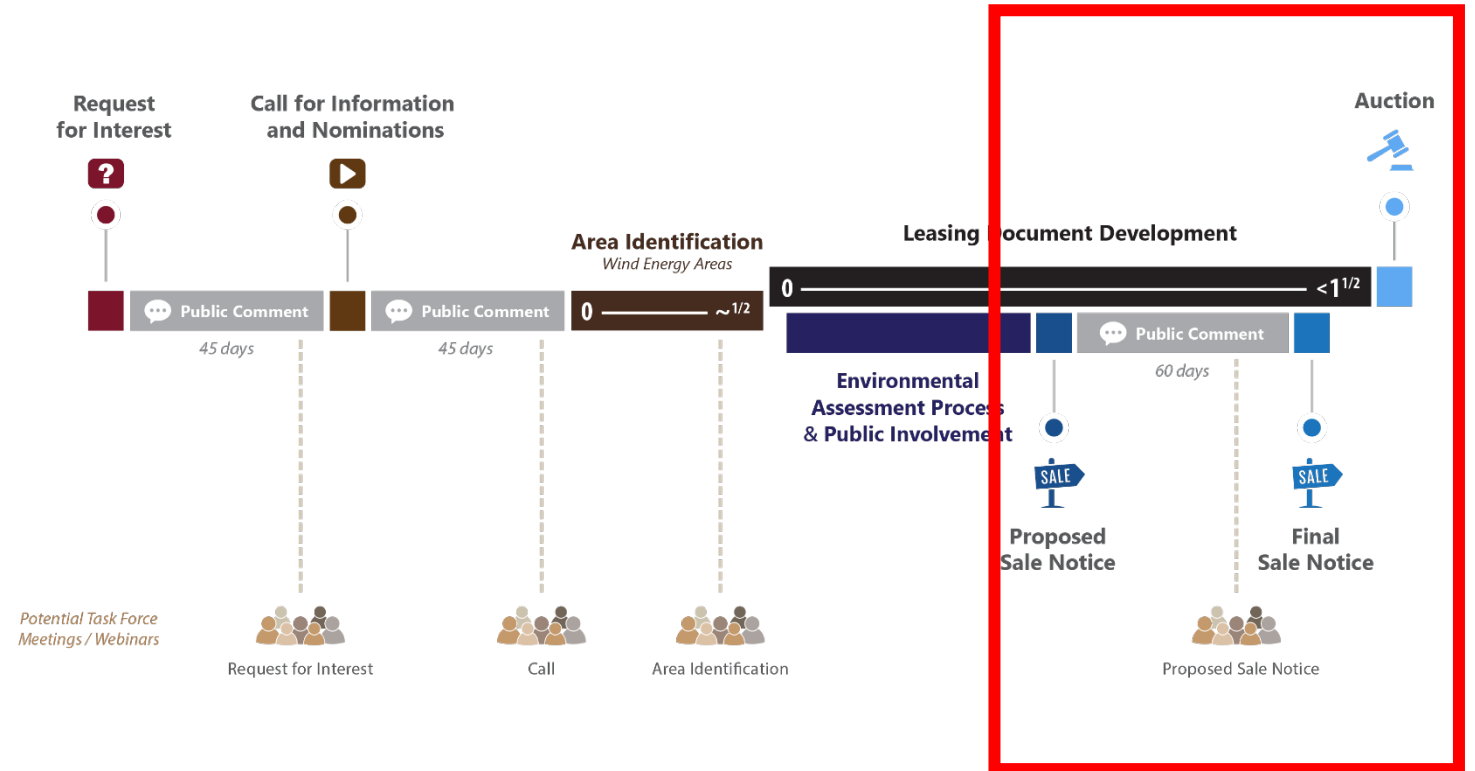 Request
for Interest
?
Call for Information
and Nominations
Auction
Area Identification
Wind Energy Areas
Leasing Document Development
0
<1 1/2
Public Comment
45 days
Public Comment
45 days
0
~1/2
Public Comment
60 days
Environmental
Assessment Process
& Public Involvement
SALE
Proposed
Sale Notice
SALE
Final
Sale Notice
Potential Task Force
Meetings / Webinars
Request for Interest
Call
Area Identification
Proposed Sale Notice